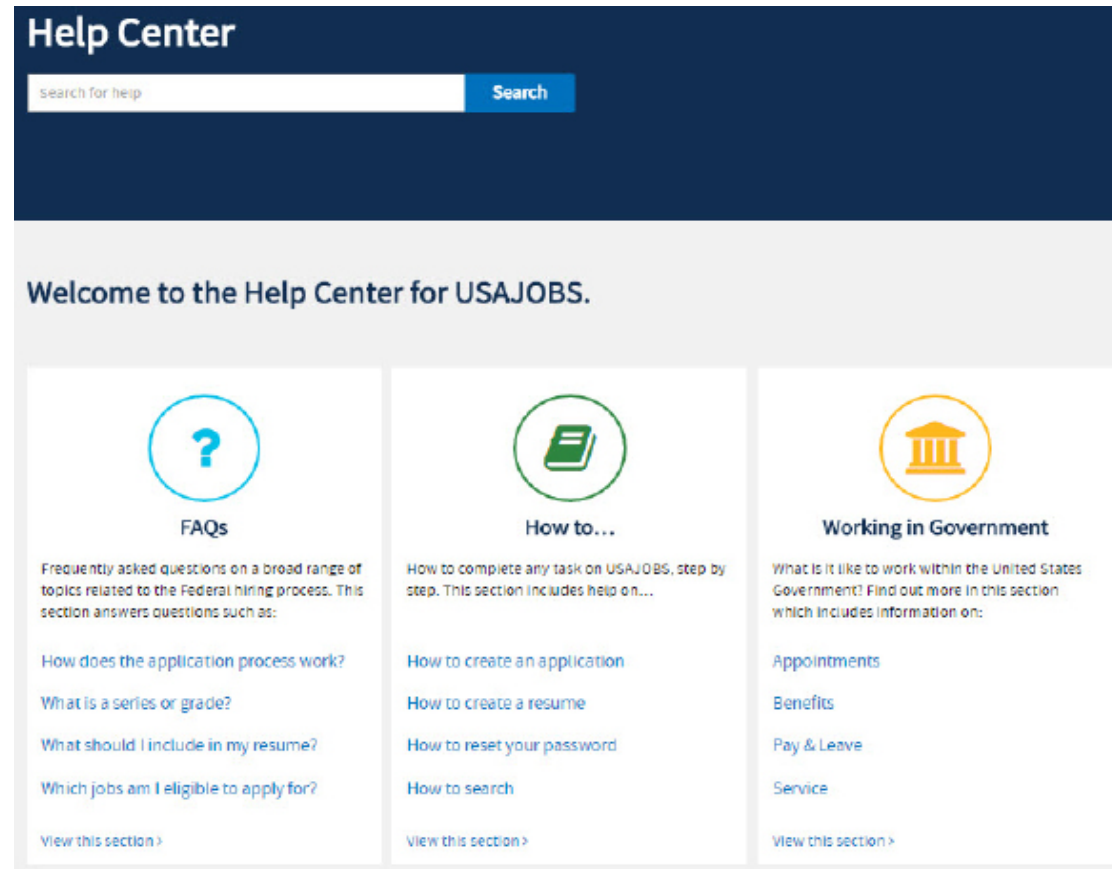 Help Center
search for help
Search
Welcome to the Help Center for USAJOBS.
?
FAQs
Frequently asked questions on a broad range of
topics related to the Federal hiring process. This
section answers questions such as:
How does the application process work?
What is a series or grade?
What should I include in my resume?
Which jobs am I eligible to apply for?
View this section >
How to...
How to complete any task on USAJOBS, step by
step. This section includes help on...
How to create an application
How to create a resume
How to reset your password
How to search
View this section >
Working in Government
What is it like to work within the United States
Government? Find out more in this section
which includes information on:
Appointments
Benefits
Pay & Leave
Service
View this section >